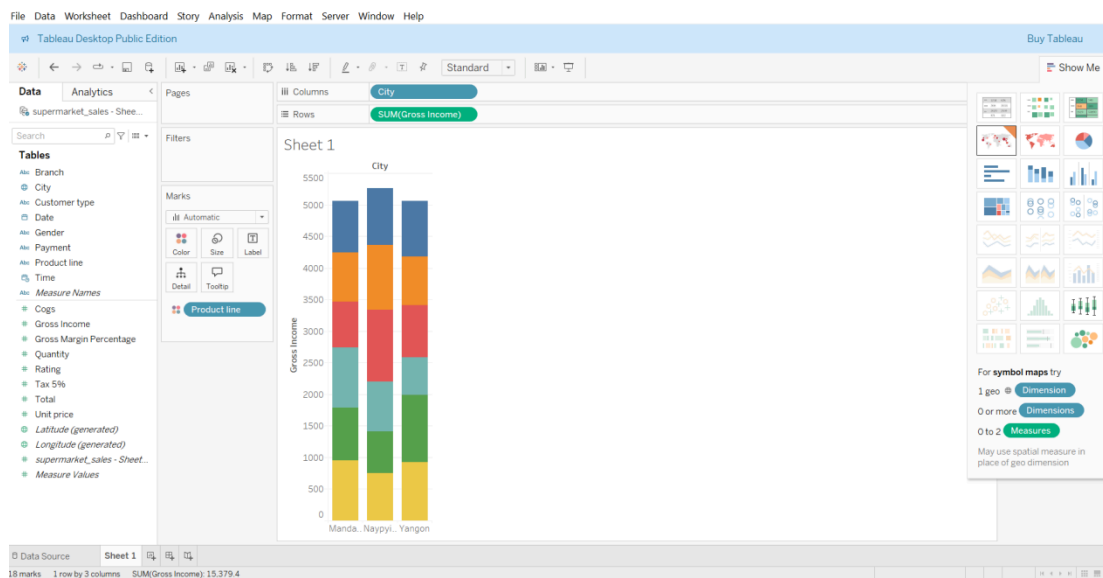 File Data Worksheet Dashboard Story Analysis Map Format Server Window Help
Tableau Desktop Public Edition
Buy Tableau
Standard
Show Me
Data Analytics
supermarket_sales - Shee...
Search
Tables
Abc Branch
City
Abc Customer type
Date
Abc Gender
Abc Payment
Abc Product line
Time
Abc Measure Names
# Cogs
# Gross Income
# Gross Margin Percentage
# Quantity
# Rating
# Tax 5%
# Total
# Unit price
Latitude (generated)
Longitude (generated)
# supermarket_sales - Sheet...
# Measure Values
Pages
Filters
Marks
Automatic
Color Size Label
Detail Tooltip
Product line
Columns City
Rows SUM(Gross Income)
Sheet 1
City
Gross Income
5500
5000
4500
4000
3500
3000
2500
2000
1500
1000
500
0
Manda.. Naypyi.. Yangon
For symbol maps try
1 geo Dimension
0 or more Dimensions
0 to 2 Measures
May use spatial measure in
place of geo dimension
Data Source Sheet 1
18 marks 1 row by 3 columns SUM(Gross Income): 15,379.4